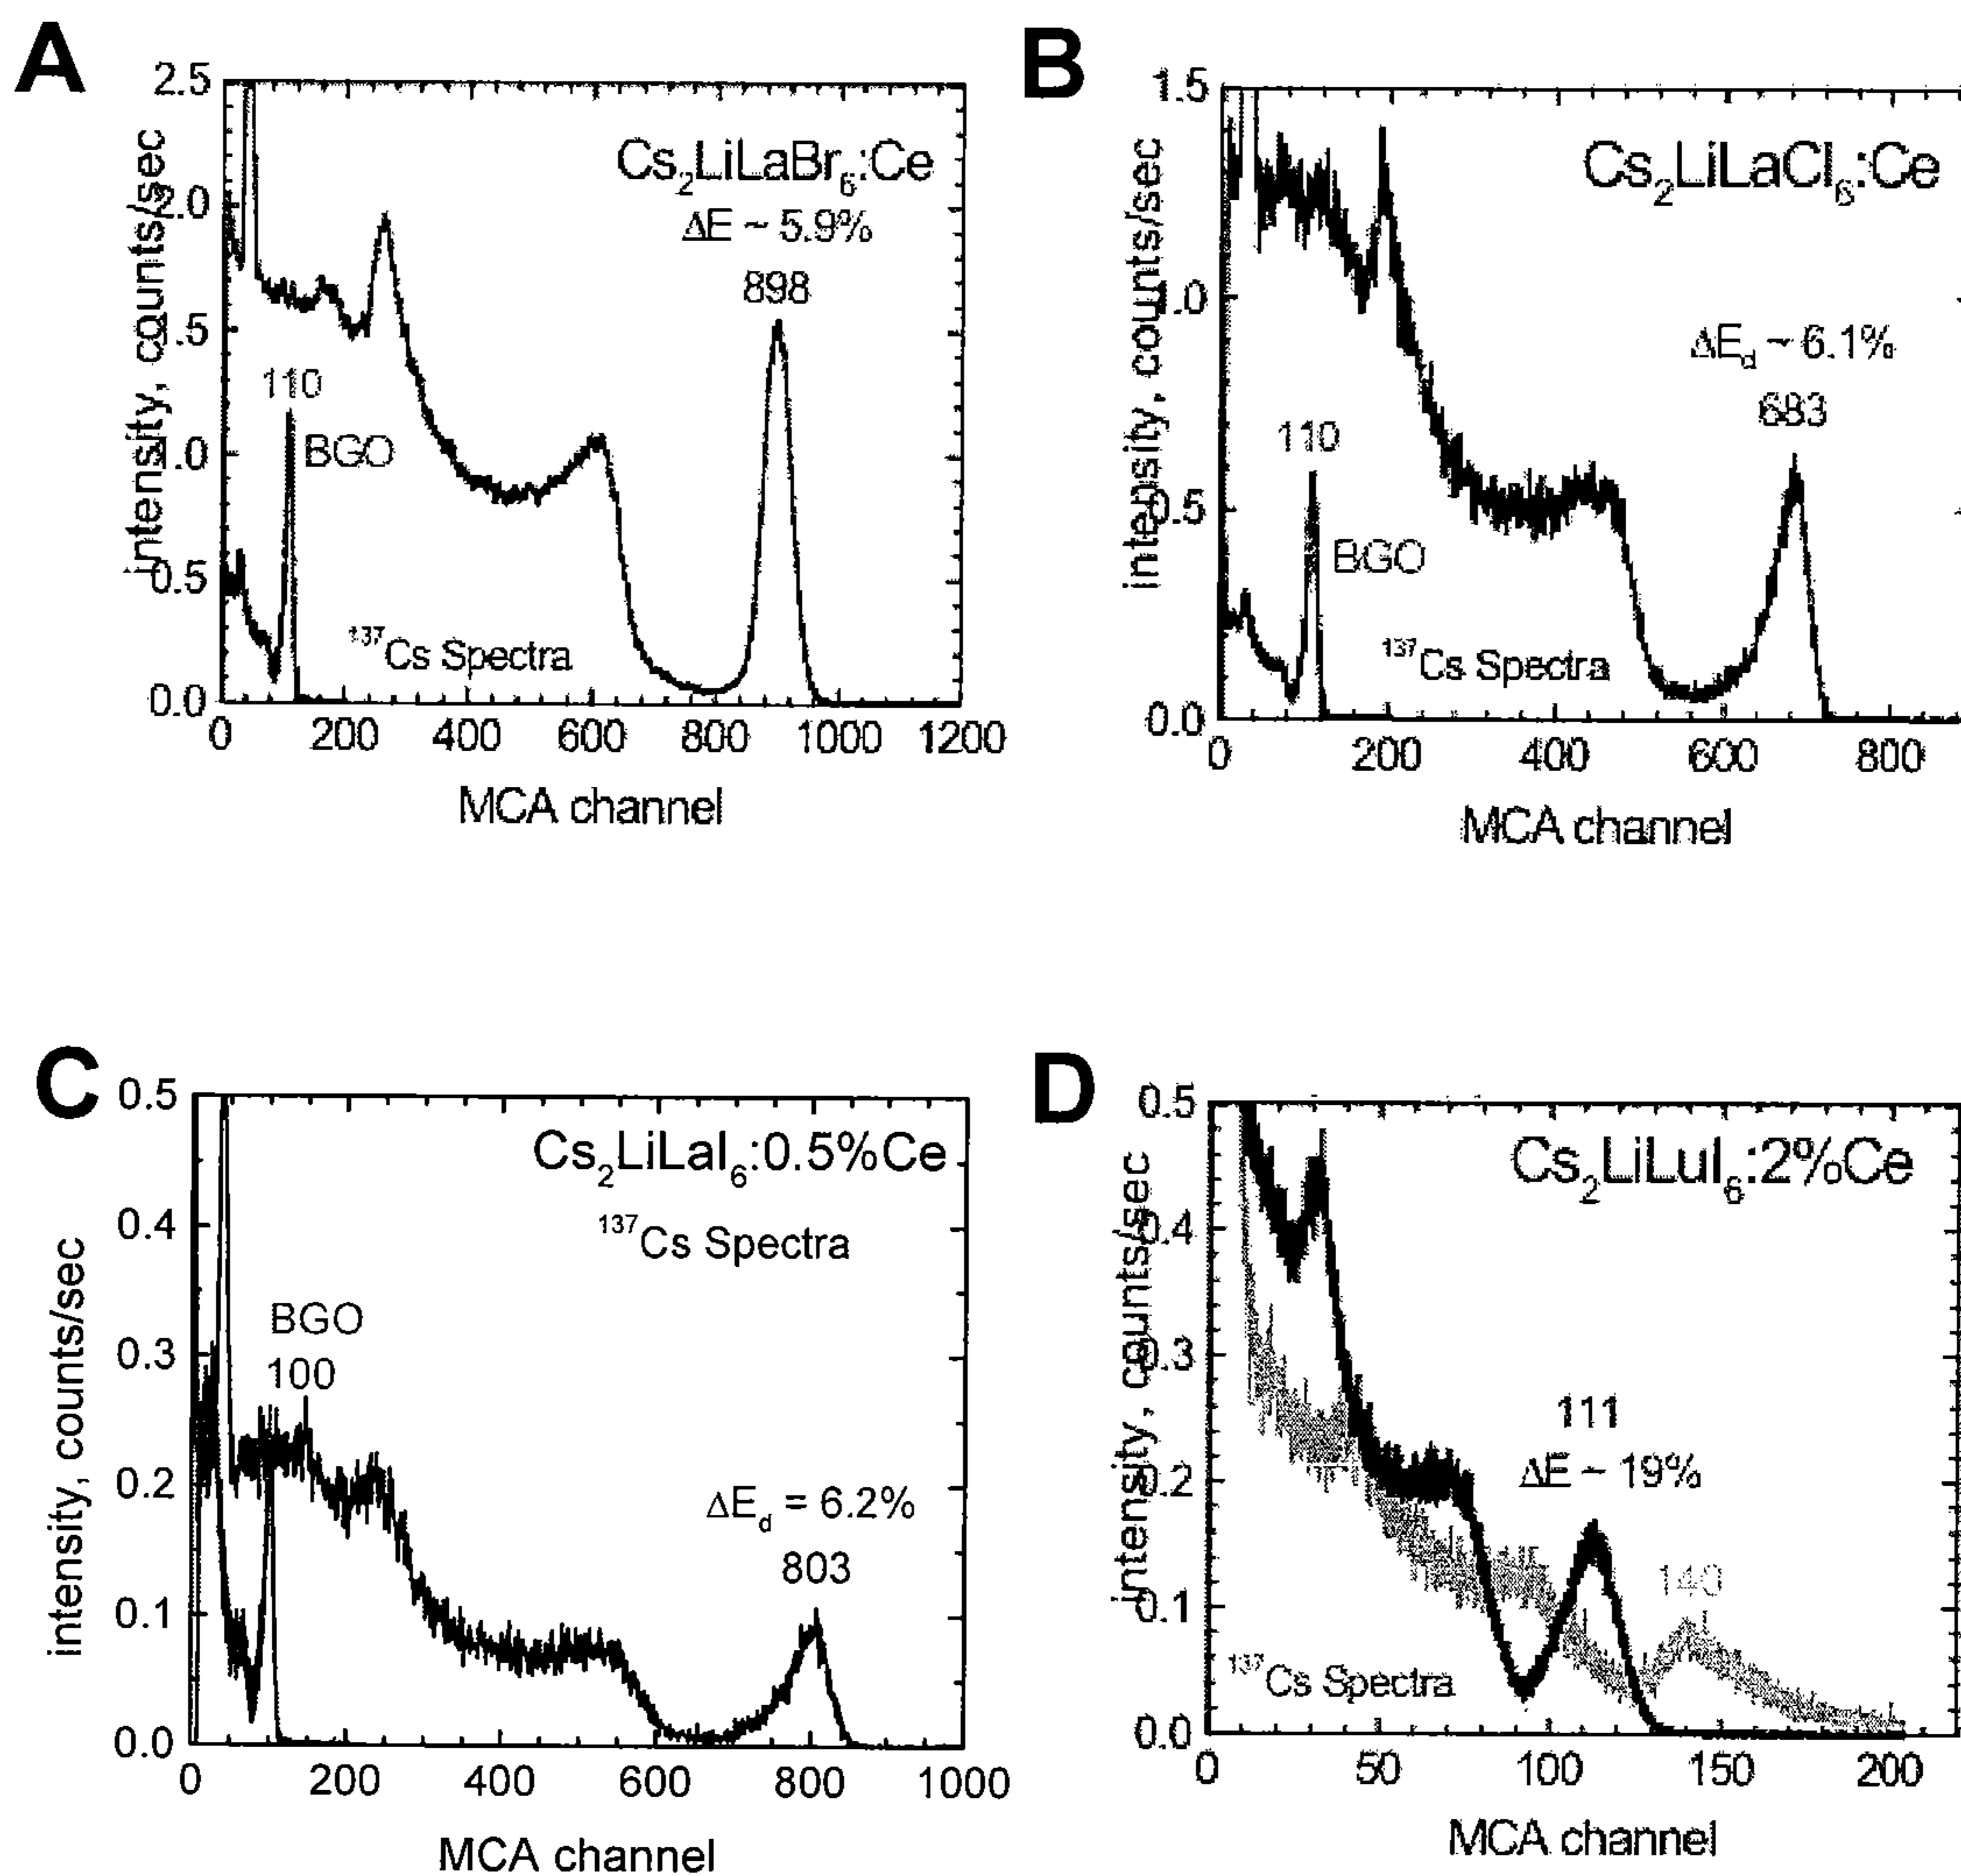 A
Cs₂LiLaBr₆:Ce
ΔE ~ 5.9%
898
110
BGO
¹³⁷Cs Spectra
2.5
2.0
1.5
1.0
0.5
0.0
0 200 400 600 800 1000 1200
intensity, counts/sec
MCA channel
B
Cs₂LiLaCl₆:Ce
ΔE_d ~ 6.1%
683
110
BGO
¹³⁷Cs Spectra
1.5
1.0
0.5
0.0
0 200 400 600 800
intensity, counts/sec
MCA channel
C
Cs₂LiLaI₆:0.5%Ce
¹³⁷Cs Spectra
BGO
100
ΔE_d = 6.2%
803
0.5
0.4
0.3
0.2
0.1
0.0
0 200 400 600 800 1000
intensity, counts/sec
MCA channel
D
Cs₂LiLuI₆:2%Ce
111
ΔE ~ 19%
140
¹³⁷Cs Spectra
0.5
0.4
0.3
0.2
0.1
0.0
0 50 100 150 200
intensity, counts/sec
MCA channel